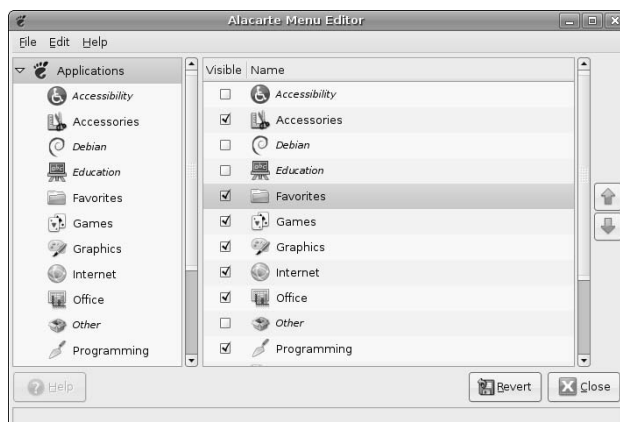 Alacarte Menu Editor
File Edit Help
Applications
Accessibility
Accessories
Debian
Education
Favorites
Games
Graphics
Internet
Office
Other
Programming
Visible Name
Accessibility
Accessories
Debian
Education
Favorites
Games
Graphics
Internet
Office
Other
Programming
Help
Revert
Close